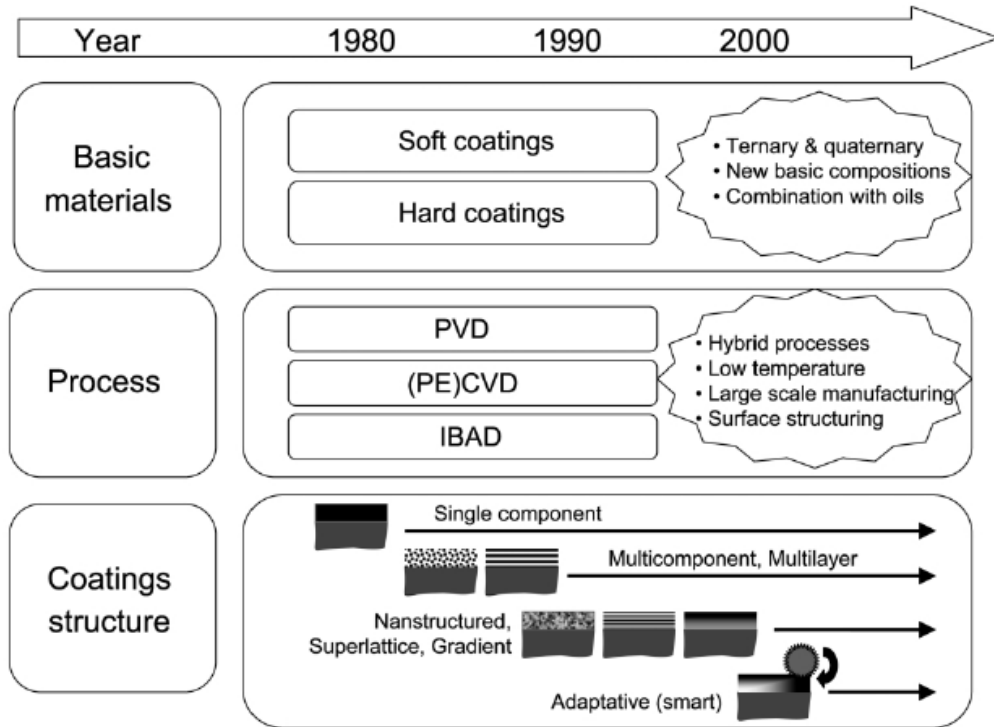 Year 1980 1990 2000
Basic
materials
Soft coatings
Hard coatings
• Ternary & quaternary
• New basic compositions
• Combination with oils
Process
PVD
(PE)CVD
IBAD
• Hybrid processes
• Low temperature
• Large scale manufacturing
• Surface structuring
Coatings
structure
Single component
Multicomponent, Multilayer
Nanstructured,
Superlattice, Gradient
Adaptative (smart)